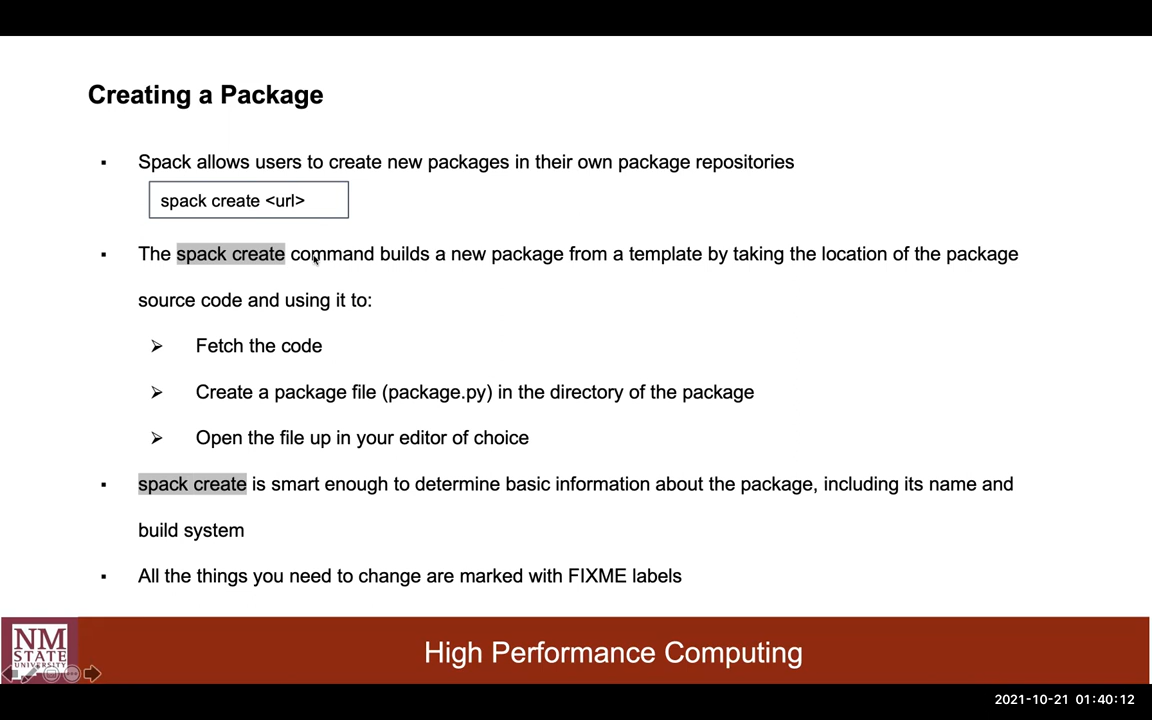 Creating a Package
▪ Spack allows users to create new packages in their own package repositories
spack create <url>
▪ The spack create command builds a new package from a template by taking the location of the package
source code and using it to:
➢ Fetch the code
➢ Create a package file (package.py) in the directory of the package
➢ Open the file up in your editor of choice
▪ spack create is smart enough to determine basic information about the package, including its name and
build system
▪ All the things you need to change are marked with FIXME labels
NM
STATE
UNIVERSITY
High Performance Computing
2021-10-21 01:40:12